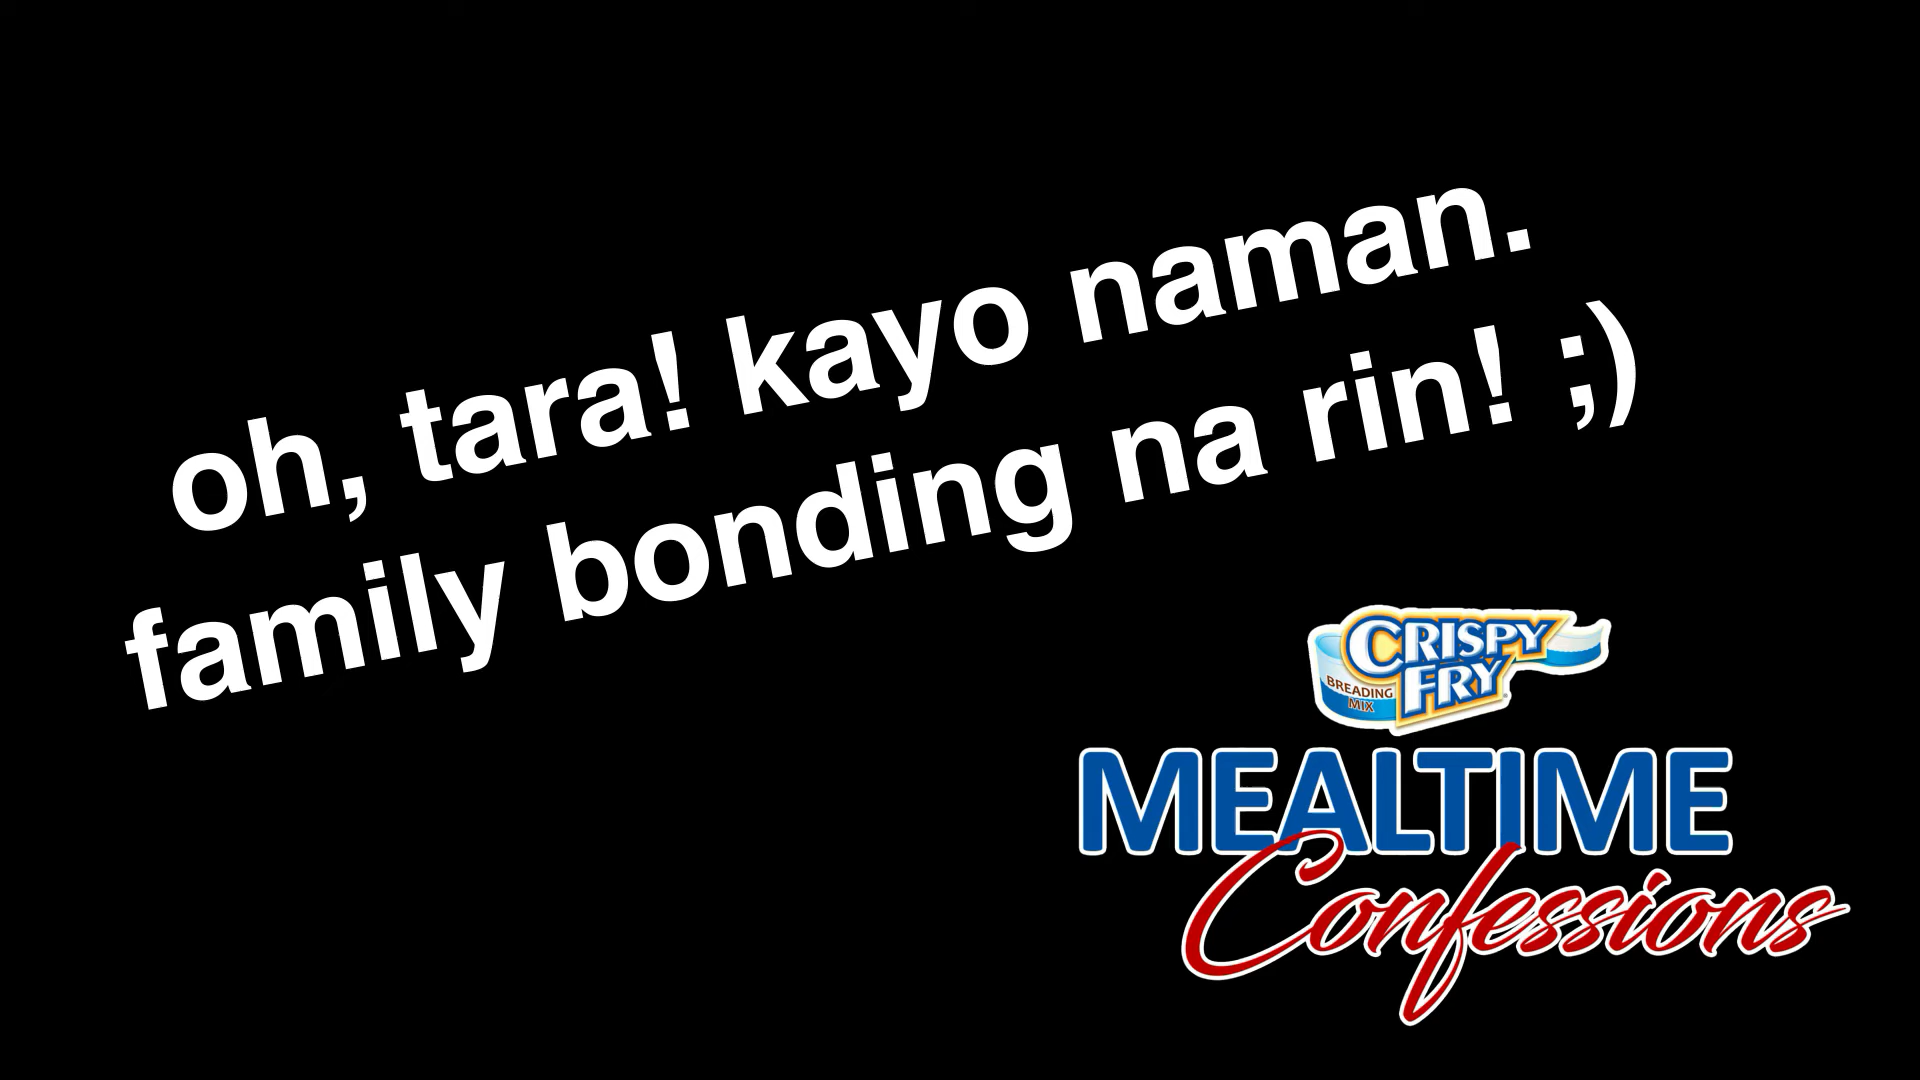 oh, tara! kayo naman.
family bonding na rin! ;)
CRISPY
FRY
BREADING
MIX
MEALTIME
Confessions